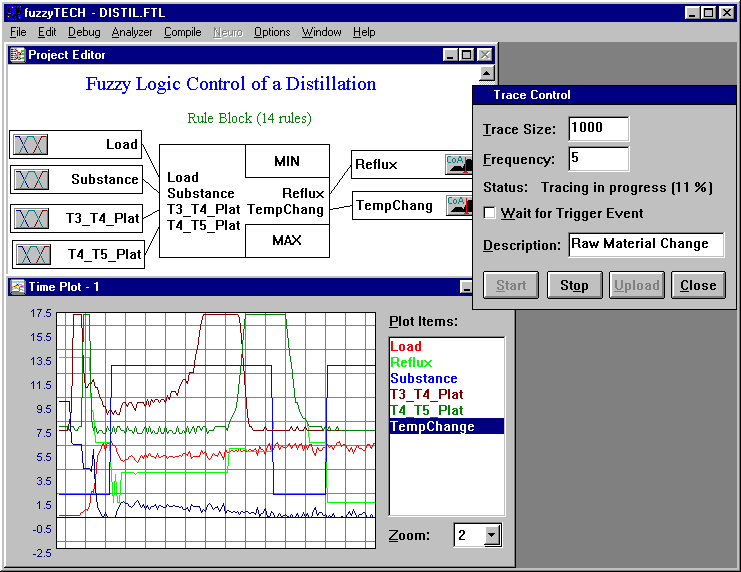 fuzzyTECH - DISTIL.FTL
File Edit Debug Analyzer Compile Neuro Options Window Help
Project Editor
Fuzzy Logic Control of a Distillation
Rule Block (14 rules)
Load
Substance
T3_T4_Plat
T4_T5_Plat
MIN
Load
Substance Reflux
T3_T4_Plat TempChang
T4_T5_Plat
MAX
Reflux CoA
TempChang CoA
Trace Control
Trace Size: 1000
Frequency: 5
Status: Tracing in progress (11 %)
Wait for Trigger Event
Description: Raw Material Change
Start Stop Upload Close
Time Plot - 1
17.5
15.5
13.5
11.5
9.5
7.5
5.5
3.5
1.5
-0.5
-2.5
Plot Items:
Load
Reflux
Substance
T3_T4_Plat
T4_T5_Plat
TempChange
Zoom: 2